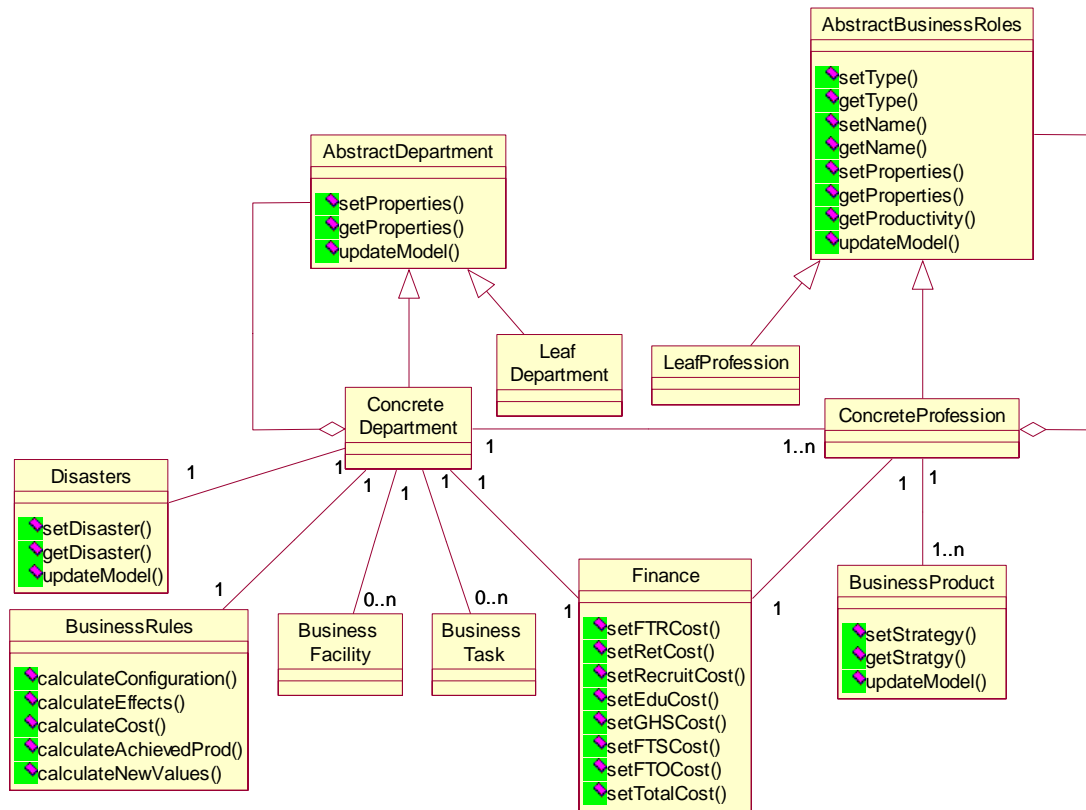 AbstractBusinessRoles
setType()
getType()
setName()
getName()
setProperties()
getProperties()
getProductivity()
updateModel()
AbstractDepartment
setProperties()
getProperties()
updateModel()
Leaf
Department
LeafProfession
Concrete
Department
ConcreteProfession
1
1..n
Disasters
setDisaster()
getDisaster()
updateModel()
1
1
1
1
1
1
1
1
BusinessRules
calculateConfiguration()
calculateEffects()
calculateCost()
calculateAchievedProd()
calculateNewValues()
1
Business
Facility
0..n
Business
Task
0..n
Finance
setFTRCost()
setRetCost()
setRecruitCost()
setEduCost()
setGHSCost()
setFTSCost()
setFTOCost()
setTotalCost()
1
1
BusinessProduct
setStrategy()
getStratgy()
updateModel()
1..n